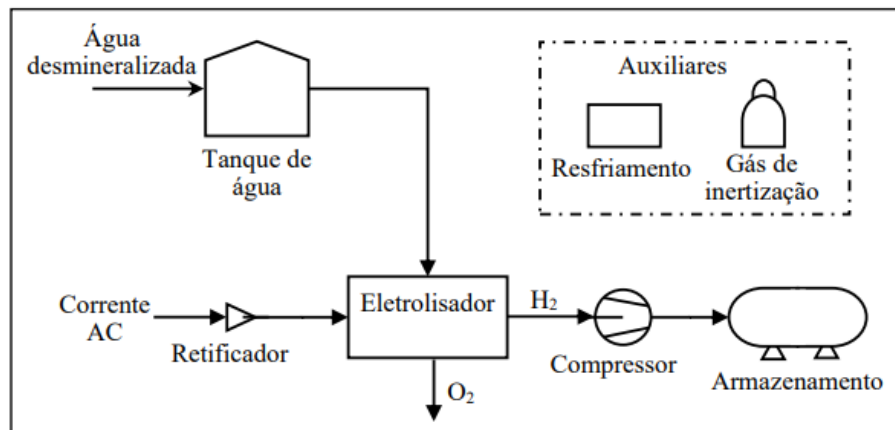 Água
desmineralizada
Tanque de
água
Auxiliares
Resfriamento
Gás de
inertização
Corrente
AC
Retificador
Eletrolisador
H₂
O₂
Compressor
Armazenamento